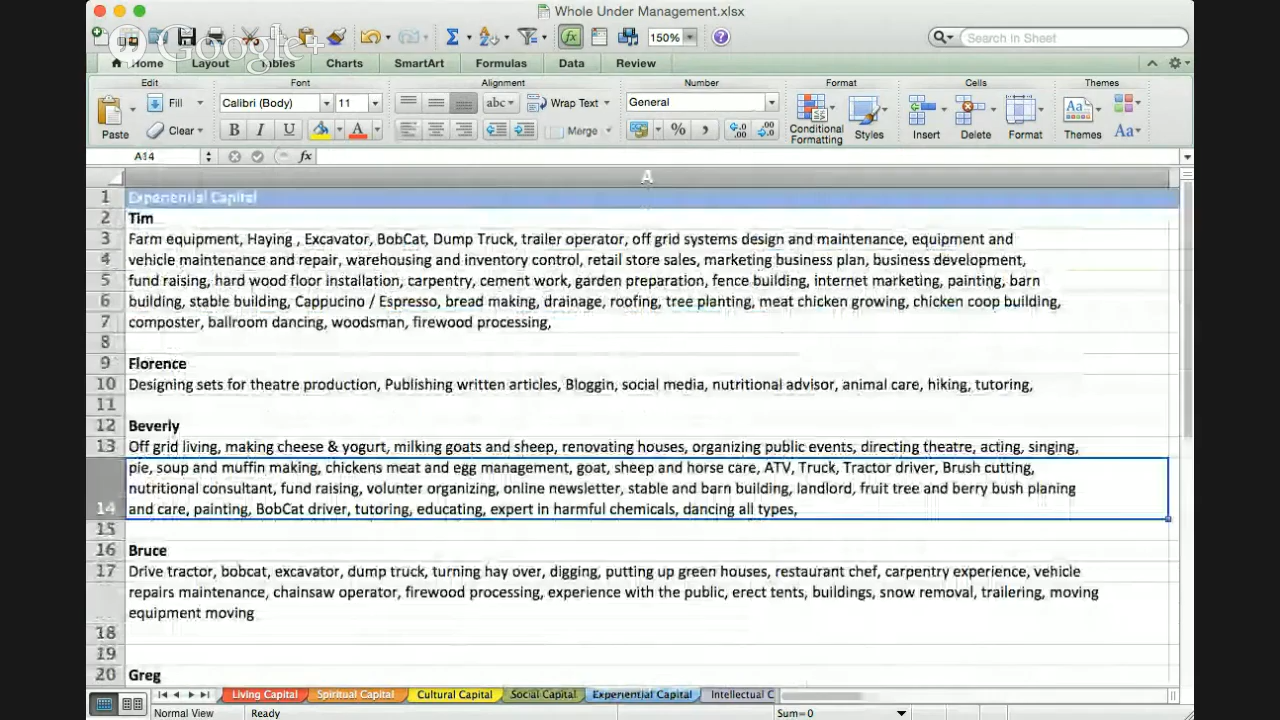 Whole Under Management.xlsx
Google+
150%
Search in Sheet
Home Layout Tables Charts SmartArt Formulas Data Review
Edit Font Alignment Number Format Cells Themes
Fill Calibri (Body) 11 abc Wrap Text General
Paste Clear B I U A Merge % , Conditional Formatting Styles Insert Delete Format Themes Aa
A14 fx
A
1 Experiential Capital
2 Tim
3 Farm equipment, Haying , Excavator, BobCat, Dump Truck, trailer operator, off grid systems design and maintenance, equipment and
4 vehicle maintenance and repair, warehousing and inventory control, retail store sales, marketing business plan, business development,
5 fund raising, hard wood floor installation, carpentry, cement work, garden preparation, fence building, internet marketing, painting, barn
6 building, stable building, Cappucino / Espresso, bread making, drainage, roofing, tree planting, meat chicken growing, chicken coop building,
7 composter, ballroom dancing, woodsman, firewood processing,
8
9 Florence
10 Designing sets for theatre production, Publishing written articles, Bloggin, social media, nutritional advisor, animal care, hiking, tutoring,
11
12 Beverly
13 Off grid living, making cheese & yogurt, milking goats and sheep, renovating houses, organizing public events, directing theatre, acting, singing,
pie, soup and muffin making, chickens meat and egg management, goat, sheep and horse care, ATV, Truck, Tractor driver, Brush cutting,
nutritional consultant, fund raising, volunter organizing, online newsletter, stable and barn building, landlord, fruit tree and berry bush planing
14 and care, painting, BobCat driver, tutoring, educating, expert in harmful chemicals, dancing all types,
15
16 Bruce
17 Drive tractor, bobcat, excavator, dump truck, turning hay over, digging, putting up green houses, restaurant chef, carpentry experience, vehicle
repairs maintenance, chainsaw operator, firewood processing, experience with the public, erect tents, buildings, snow removal, trailering, moving
equipment moving
18
19
20 Greg
Living Capital Spiritual Capital Cultural Capital Social Capital Experiential Capital Intellectual C
Normal View Ready Sum=0